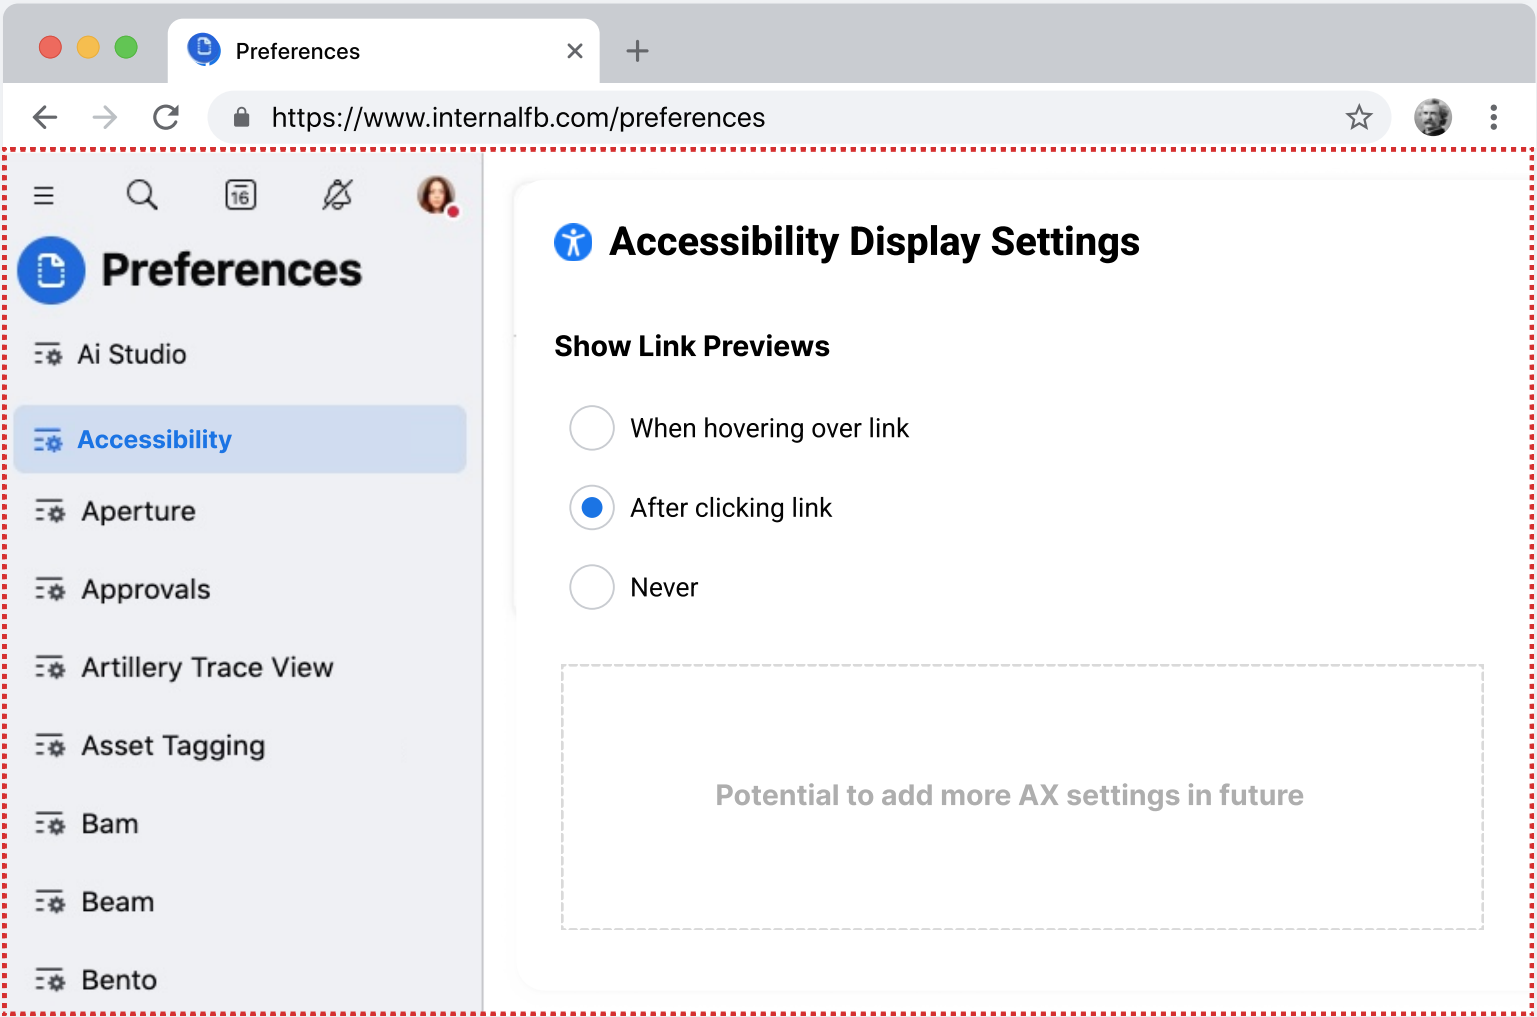 Preferences
https://www.internalfb.com/preferences
16
Preferences
Ai Studio
Accessibility
Aperture
Approvals
Artillery Trace View
Asset Tagging
Bam
Beam
Bento
Accessibility Display Settings
Show Link Previews
When hovering over link
After clicking link
Never
Potential to add more AX settings in future